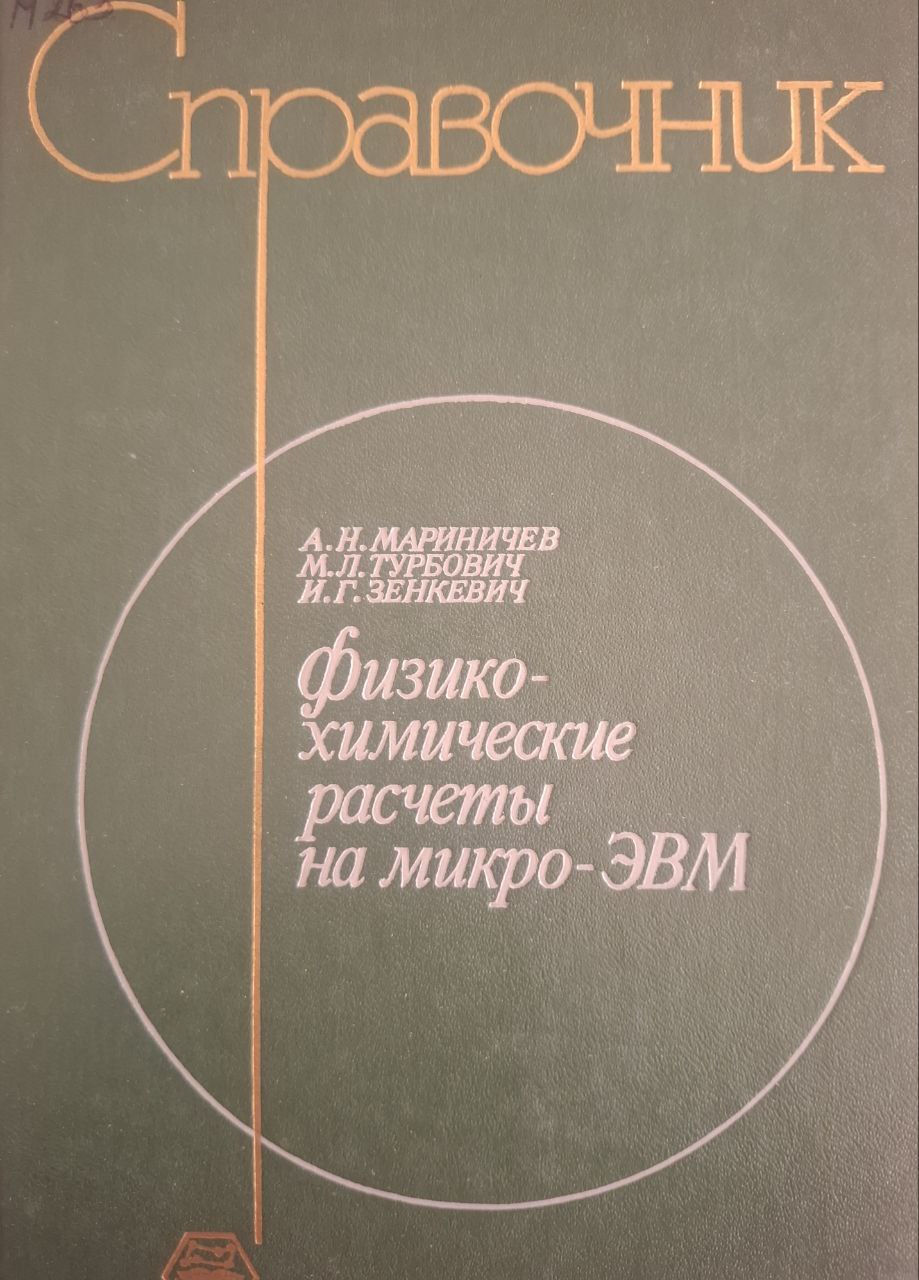 Справочник
А.Н.МАРИНИЧЕВ
М.Л.ТУРБОВИЧ
И.Г.ЗЕНКЕВИЧ
Физико-
химические
расчеты
на микро-ЭВМ